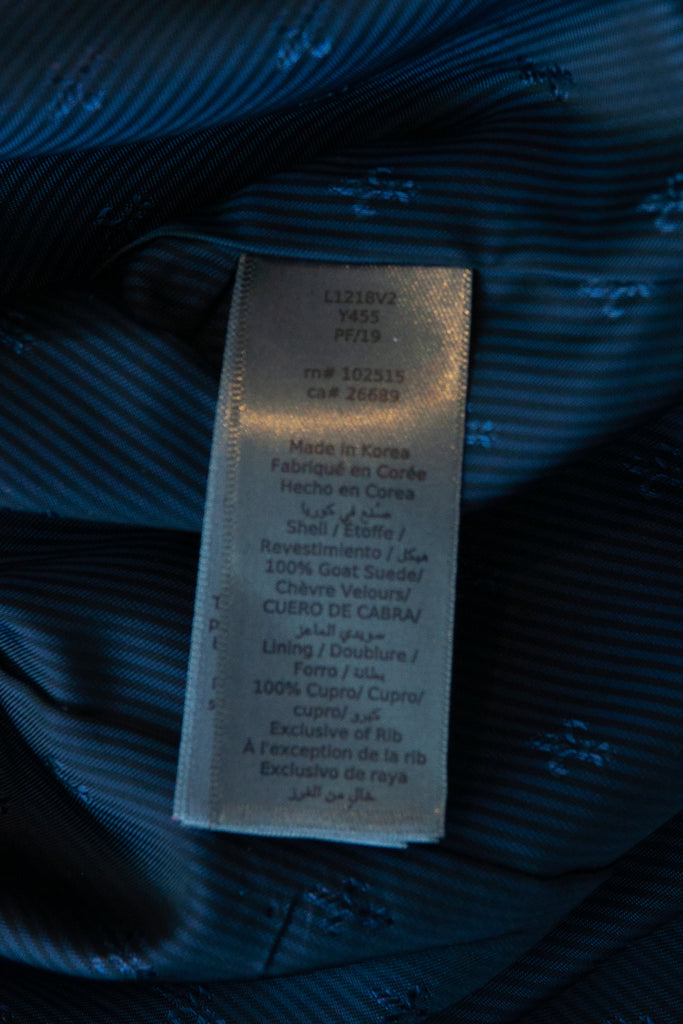 L1218V2
Y455
PF/19
rn# 102515
ca# 26689
Made in Korea
Fabriqué en Corée
Hecho en Corea
صنع في كوريا
Shell / Étoffe /
Revestimiento / هيكل
100% Goat Suede/
Chèvre Velours/
CUERO DE CABRA/
سويدي الماعز
Lining / Doublure /
Forro / بطانة
100% Cupro/ Cupro/
cupro/ كبرو
Exclusive of Rib
À l'exception de la rib
Exclusivo de raya
خال من الغرز